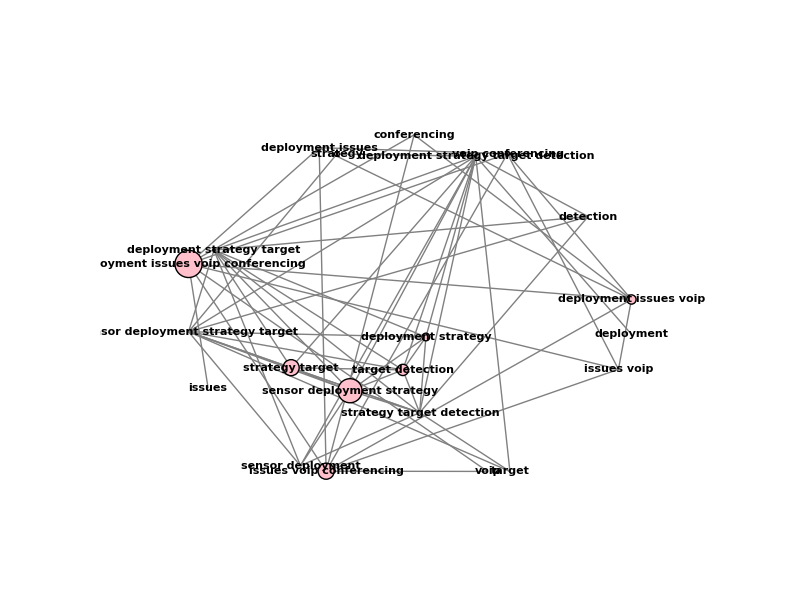 conferencing
deployment issues
strategy
voip conferencing
deployment strategy target detection
detection
deployment strategy target
oyment issues voip conferencing
deployment issues voip
sor deployment strategy target
deployment
deployment strategy
strategy target
target detection
issues voip
issues
sensor deployment strategy
strategy target detection
sensor deployment
issues voip conferencing
voip
target